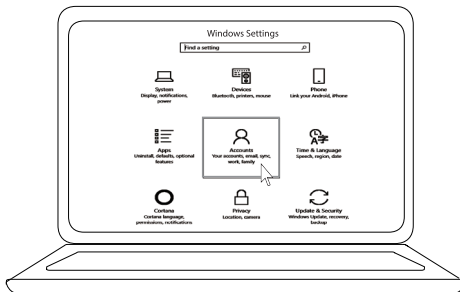 Windows Settings
Find a setting
System
Display, notifications,
power
Devices
Bluetooth, printers, mouse
Phone
Link your Android, iPhone
Apps
Uninstall, defaults, optional
features
Accounts
Your accounts, email, sync,
work, family
Time & Language
Speech, region, date
Cortana
Cortana language,
permissions, notifications
Privacy
Location, camera
Update & Security
Windows Update, recovery,
backup